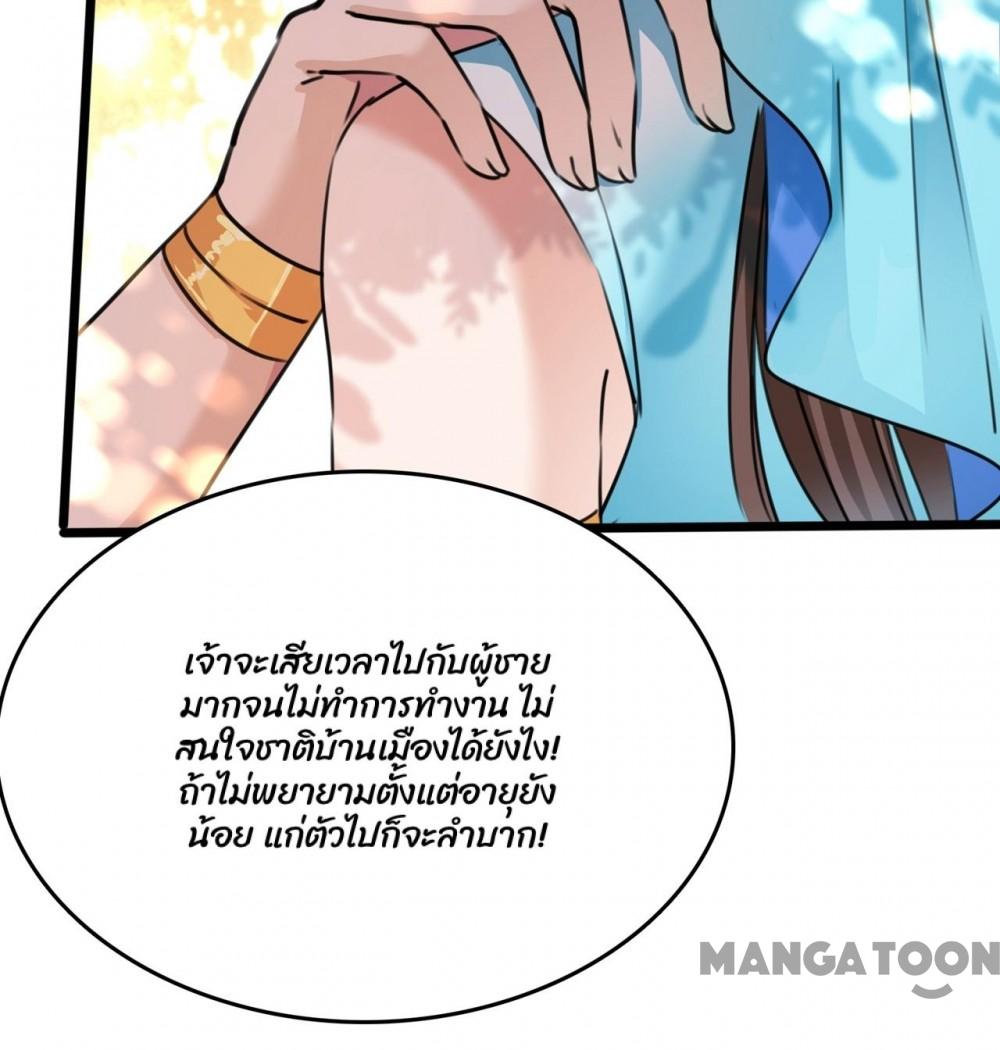 เจ้าจะเสียเวลาไปกับผู้ชาย
มากจนไม่ทำการทำงาน ไม่
สนใจชาติบ้านเมืองได้ยังไง!
ถ้าไม่พยายามตั้งแต่อายุยัง
น้อย แก่ตัวไปก็จะลำบาก!
MANGATOON